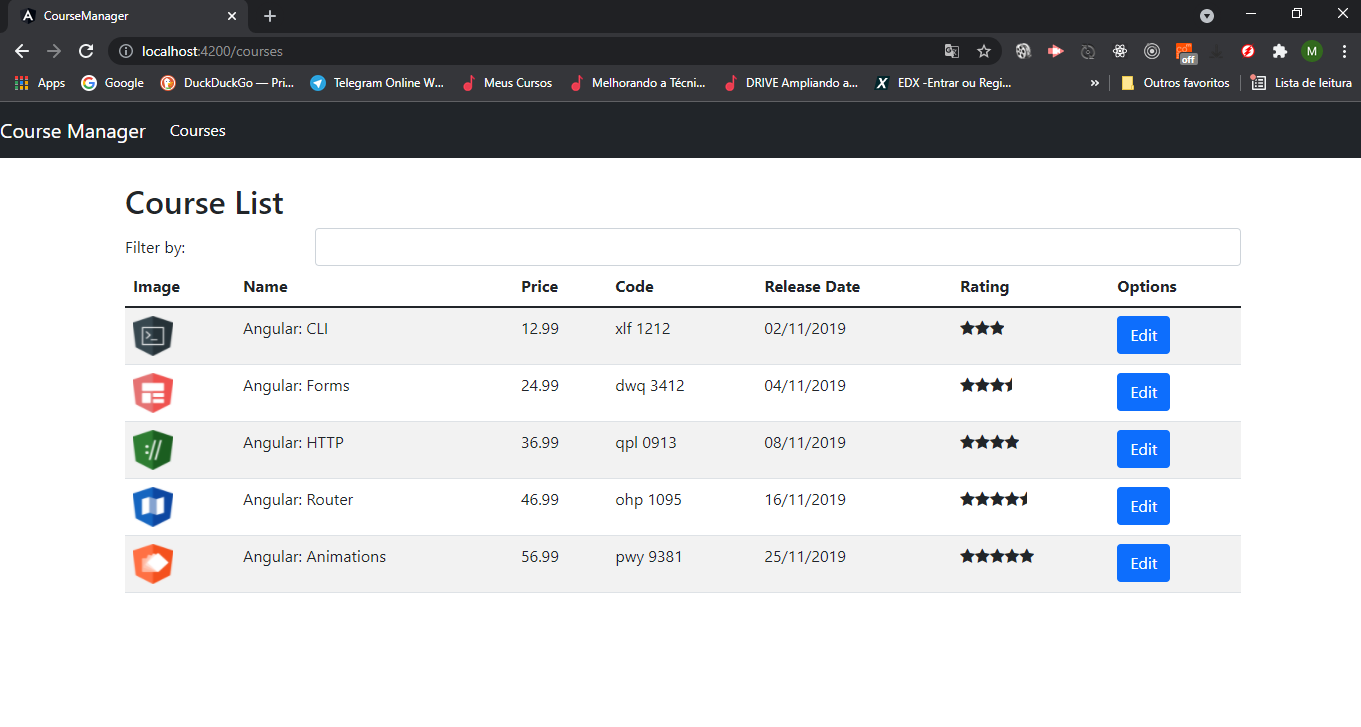 CourseManager
localhost:4200/courses
off
M
Apps
Google
DuckDuckGo — Pri...
Telegram Online W...
Meus Cursos
Melhorando a Técni...
DRIVE Ampliando a...
X
EDX -Entrar ou Regi...
»
Outros favoritos
Lista de leitura
Course Manager Courses
Course List
Filter by:
Image Name Price Code Release Date Rating Options
Angular: CLI 12.99 xlf 1212 02/11/2019 Edit
Angular: Forms 24.99 dwq 3412 04/11/2019 Edit
Angular: HTTP 36.99 qpl 0913 08/11/2019 Edit
Angular: Router 46.99 ohp 1095 16/11/2019 Edit
Angular: Animations 56.99 pwy 9381 25/11/2019 Edit